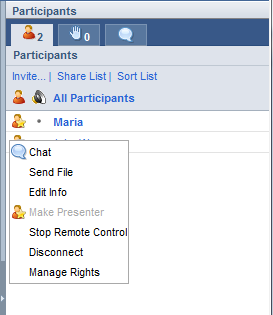 Participants
2 0
Participants
Invite... | Share List | Sort List
All Participants
Maria
Chat
Send File
Edit Info
Make Presenter
Stop Remote Control
Disconnect
Manage Rights